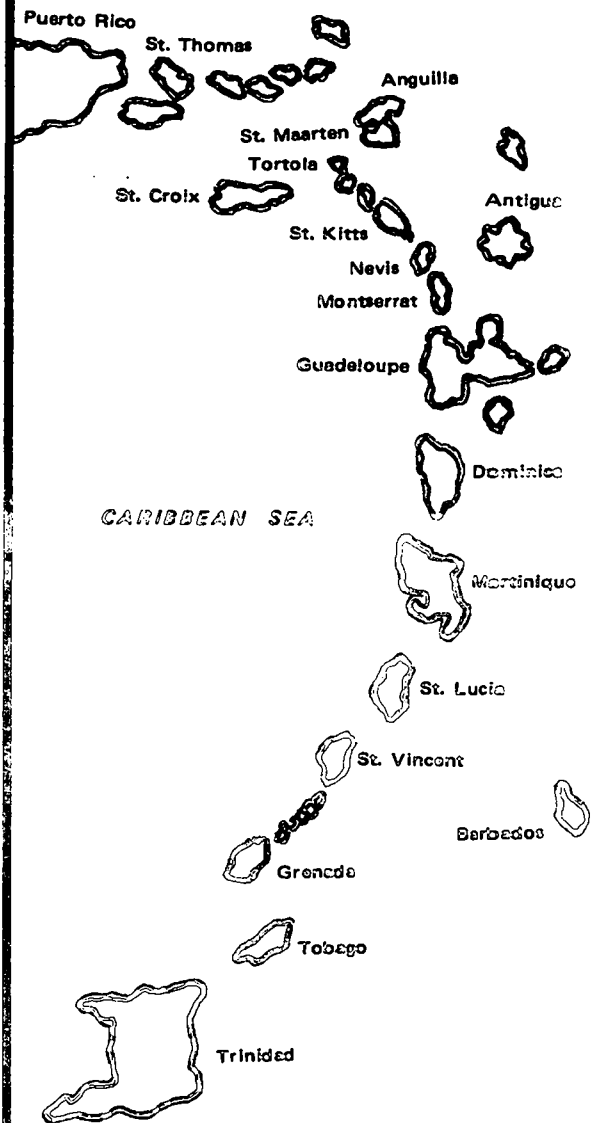 Puerto Rico
St. Thomas
Anguilla
St. Maarten
Tortola
St. Croix
Antigua
St. Kitts
Nevis
Montserrat
Guadeloupe
Dominica
CARIBBEAN SEA
Martinique
St. Lucia
St. Vincent
Barbados
Grenada
Tobago
Trinidad